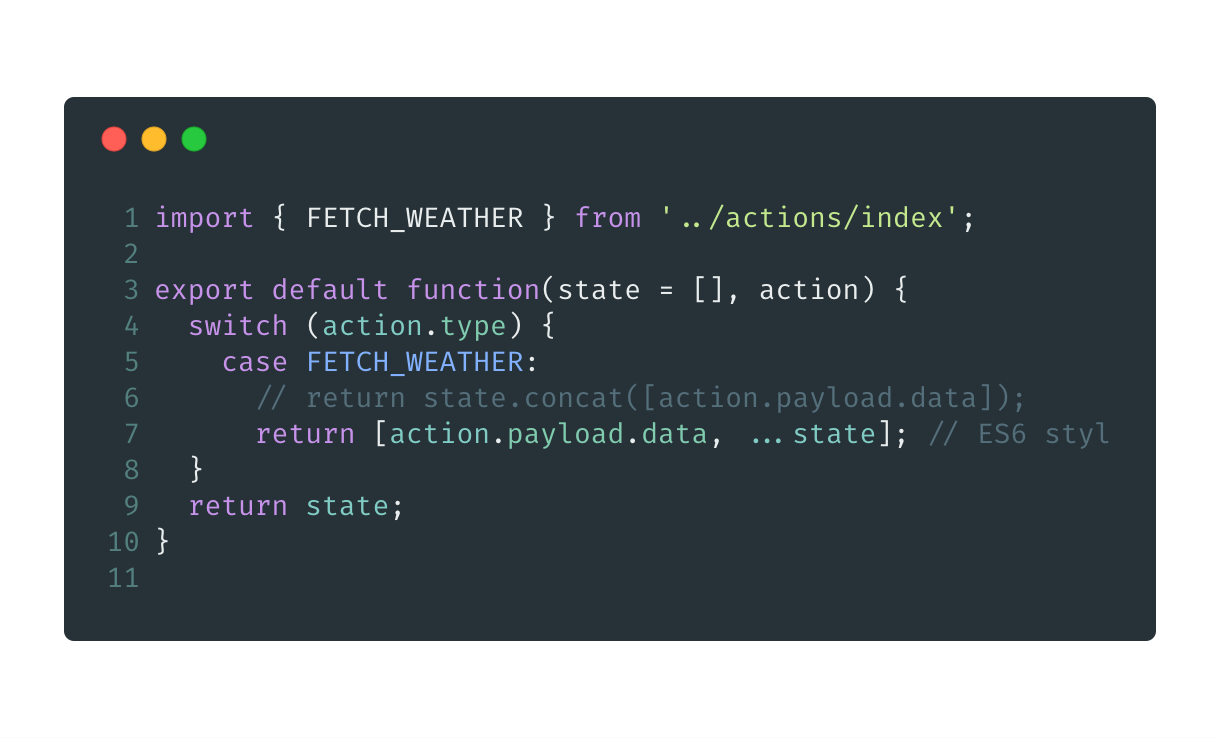 1 import { FETCH_WEATHER } from '../actions/index';
2
3 export default function(state = [], action) {
4   switch (action.type) {
5     case FETCH_WEATHER:
6       // return state.concat([action.payload.data]);
7       return [action.payload.data, ...state]; // ES6 styl
8   }
9   return state;
10 }
11